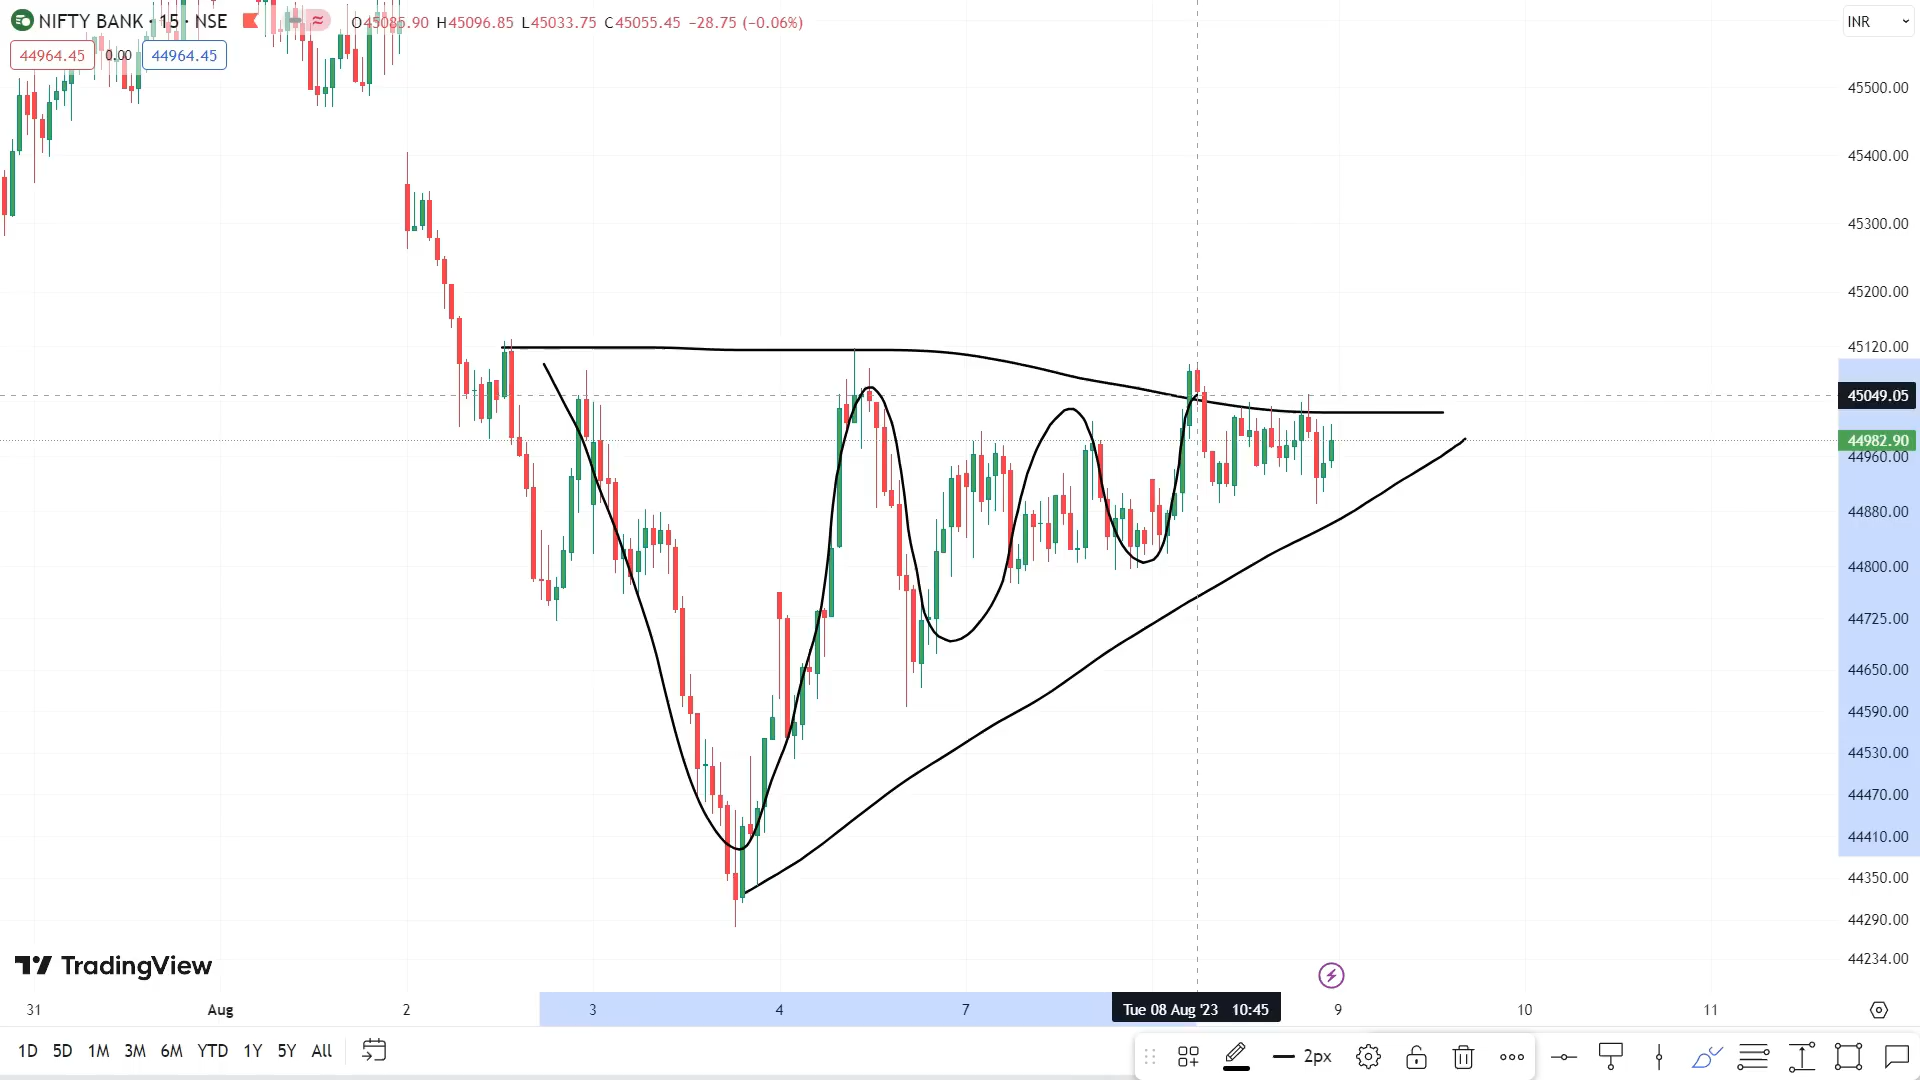 NIFTY BANK · 15 · NSE
O45085.90 H45096.85 L45033.75 C45055.45 −28.75 (−0.06%)
INR
44964.45 0.00 44964.45
45500.00
45400.00
45300.00
45200.00
45120.00
45049.05
44982.90
44960.00
44880.00
44800.00
44725.00
44650.00
44590.00
44530.00
44470.00
44410.00
44350.00
44290.00
44234.00
TradingView
31 Aug 2 3 4 7 Tue 08 Aug '23 10:45 9 10 11
1D 5D 1M 3M 6M YTD 1Y 5Y All
2px